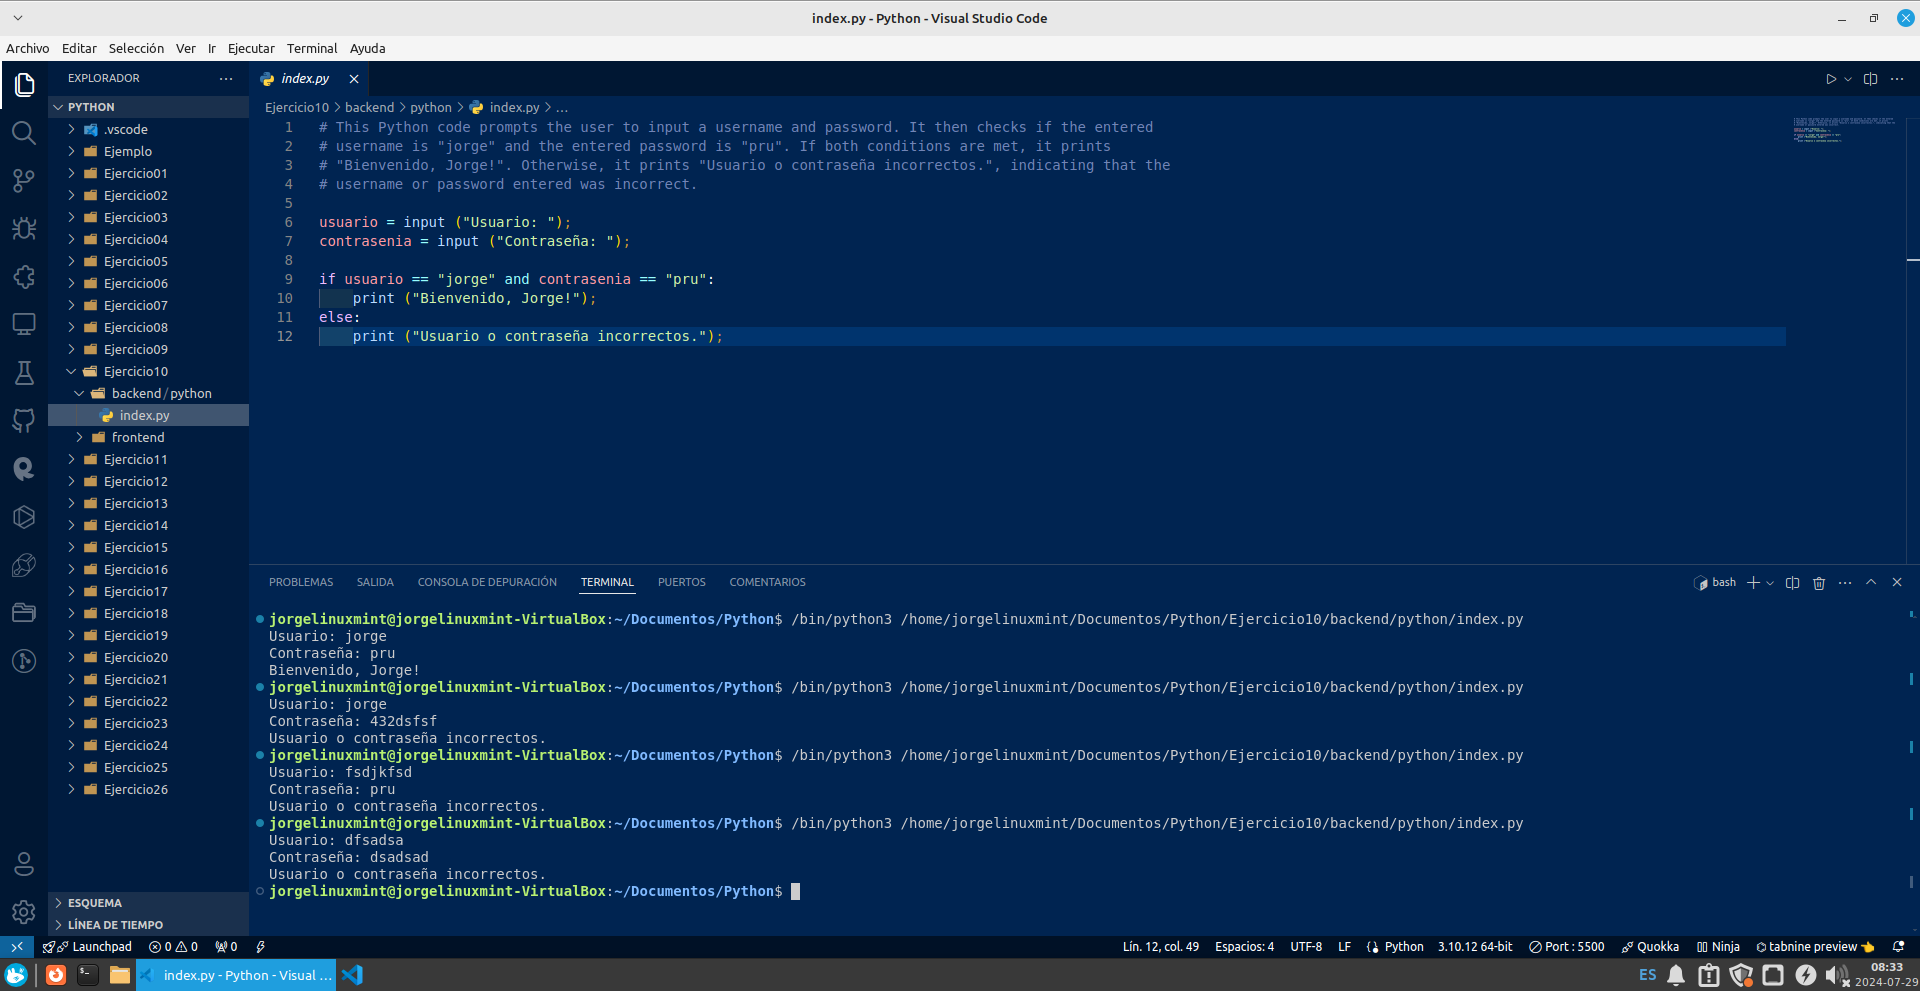 index.py - Python - Visual Studio Code
Archivo Editar Selección Ver Ir Ejecutar Terminal Ayuda
EXPLORADOR
PYTHON
.vscode
Ejemplo
Ejercicio01
Ejercicio02
Ejercicio03
Ejercicio04
Ejercicio05
Ejercicio06
Ejercicio07
Ejercicio08
Ejercicio09
Ejercicio10
backend/python
index.py
frontend
Ejercicio11
Ejercicio12
Ejercicio13
Ejercicio14
Ejercicio15
Ejercicio16
Ejercicio17
Ejercicio18
Ejercicio19
Ejercicio20
Ejercicio21
Ejercicio22
Ejercicio23
Ejercicio24
Ejercicio25
Ejercicio26
ESQUEMA
LÍNEA DE TIEMPO
index.py
Ejercicio10 > backend > python > index.py > ...
1 # This Python code prompts the user to input a username and password. It then checks if the entered
2 # username is "jorge" and the entered password is "pru". If both conditions are met, it prints
3 # "Bienvenido, Jorge!". Otherwise, it prints "Usuario o contraseña incorrectos.", indicating that the
4 # username or password entered was incorrect.
5
6 usuario = input ("Usuario: ");
7 contrasenia = input ("Contraseña: ");
8
9 if usuario == "jorge" and contrasenia == "pru":
10 print ("Bienvenido, Jorge!");
11 else:
12 print ("Usuario o contraseña incorrectos.");
PROBLEMAS SALIDA CONSOLA DE DEPURACIÓN TERMINAL PUERTOS COMENTARIOS
bash
jorgelinuxmint@jorgelinuxmint-VirtualBox:~/Documentos/Python$ /bin/python3 /home/jorgelinuxmint/Documentos/Python/Ejercicio10/backend/python/index.py
Usuario: jorge
Contraseña: pru
Bienvenido, Jorge!
jorgelinuxmint@jorgelinuxmint-VirtualBox:~/Documentos/Python$ /bin/python3 /home/jorgelinuxmint/Documentos/Python/Ejercicio10/backend/python/index.py
Usuario: jorge
Contraseña: 432dsfsf
Usuario o contraseña incorrectos.
jorgelinuxmint@jorgelinuxmint-VirtualBox:~/Documentos/Python$ /bin/python3 /home/jorgelinuxmint/Documentos/Python/Ejercicio10/backend/python/index.py
Usuario: fsdjkfsd
Contraseña: pru
Usuario o contraseña incorrectos.
jorgelinuxmint@jorgelinuxmint-VirtualBox:~/Documentos/Python$ /bin/python3 /home/jorgelinuxmint/Documentos/Python/Ejercicio10/backend/python/index.py
Usuario: dfsadsa
Contraseña: dsadsad
Usuario o contraseña incorrectos.
jorgelinuxmint@jorgelinuxmint-VirtualBox:~/Documentos/Python$
Launchpad 0 0 0 Lín. 12, col. 49 Espacios: 4 UTF-8 LF Python 3.10.12 64-bit Port : 5500 Quokka Ninja tabnine preview
index.py - Python - Visual ... ES 08:33
2024-07-29